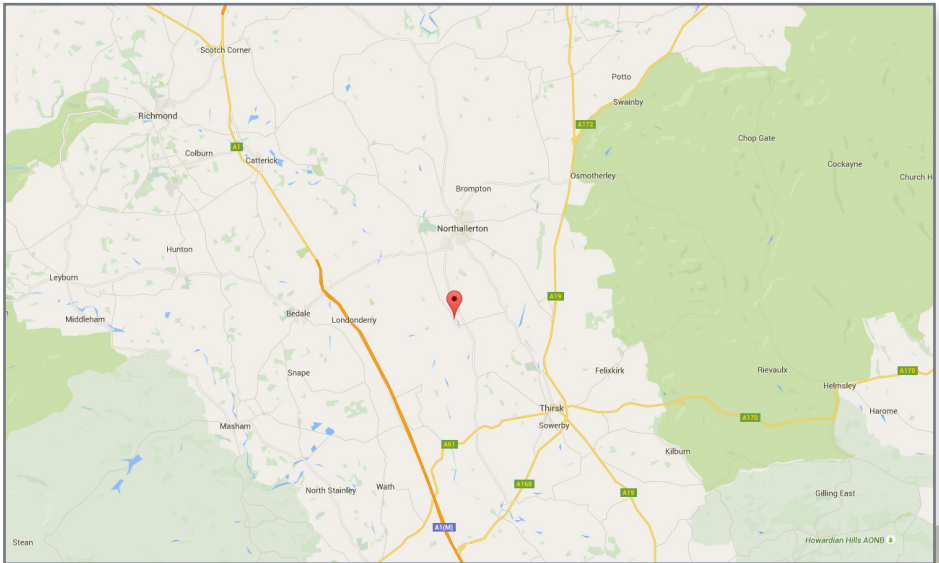 Scotch Corner
Potto
Swainby
Richmond
A172
Chop Gate
A1
Colburn
Catterick
Cockayne
Osmotherley
Church H
Brompton
Northallerton
Hunton
Leyburn
A19
Bedale
Londonderry
Middleham
Snape
Felixkirk
Rievaulx
A170
Helmsley
Thirsk
Harome
A170
Masham
Sowerby
A61
Kilburn
A168
North Stainley
Wath
A19
Gilling East
A1(M)
Stean
Howardian Hills AONB